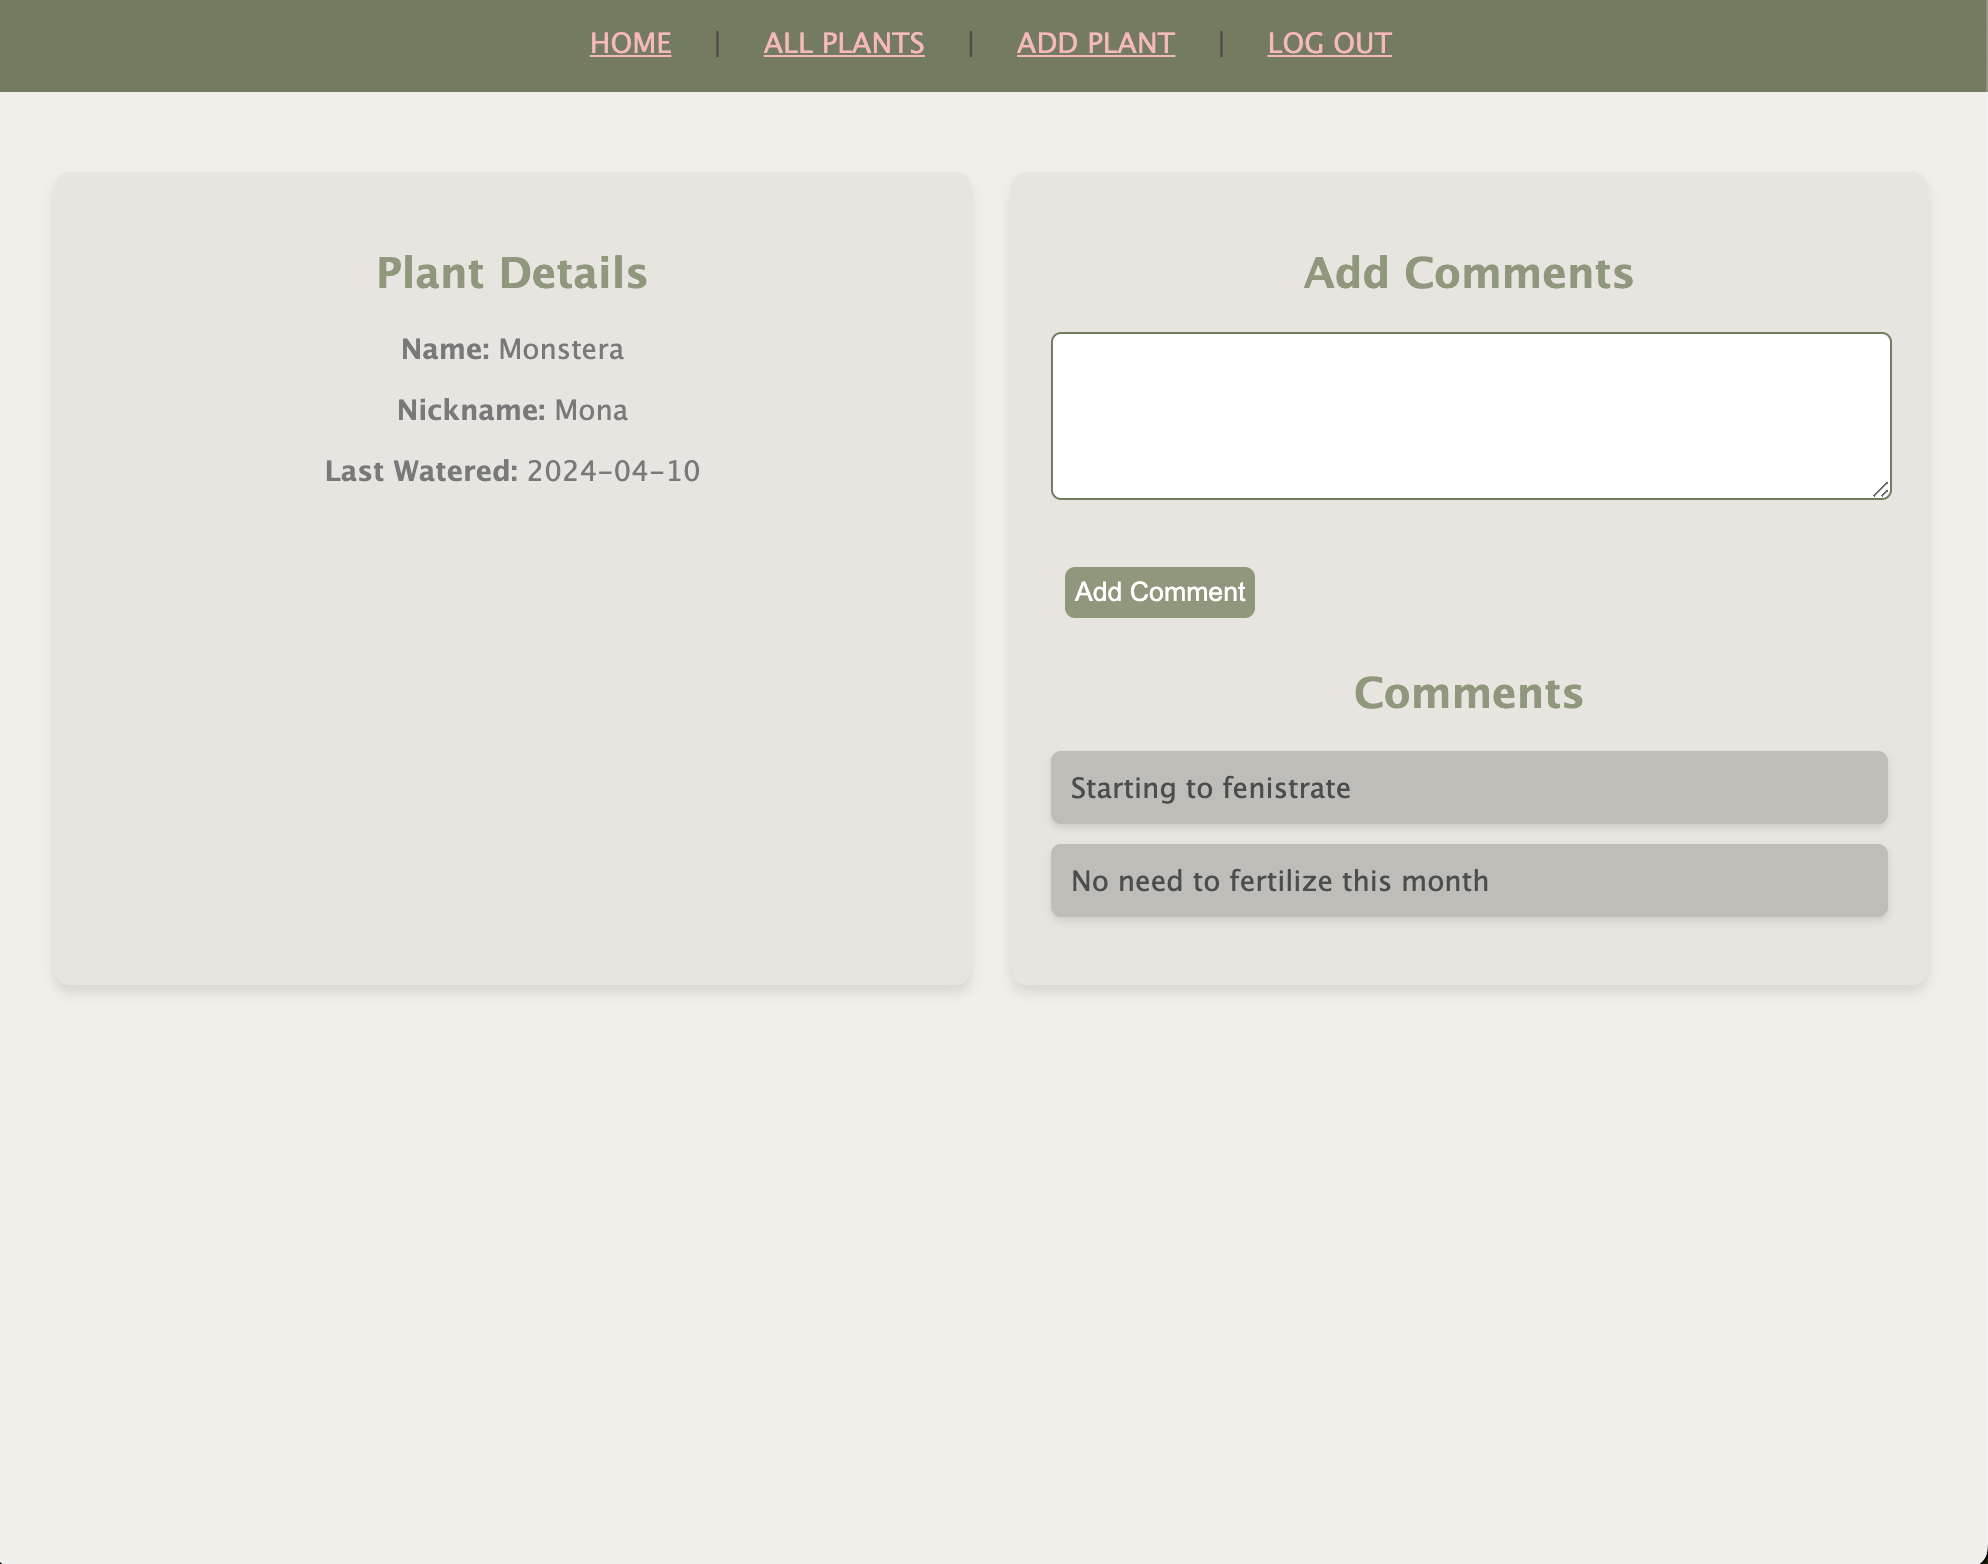 HOME | ALL PLANTS | ADD PLANT | LOG OUT
Plant Details
Name: Monstera
Nickname: Mona
Last Watered: 2024-04-10
Add Comments
Add Comment
Comments
Starting to fenistrate
No need to fertilize this month